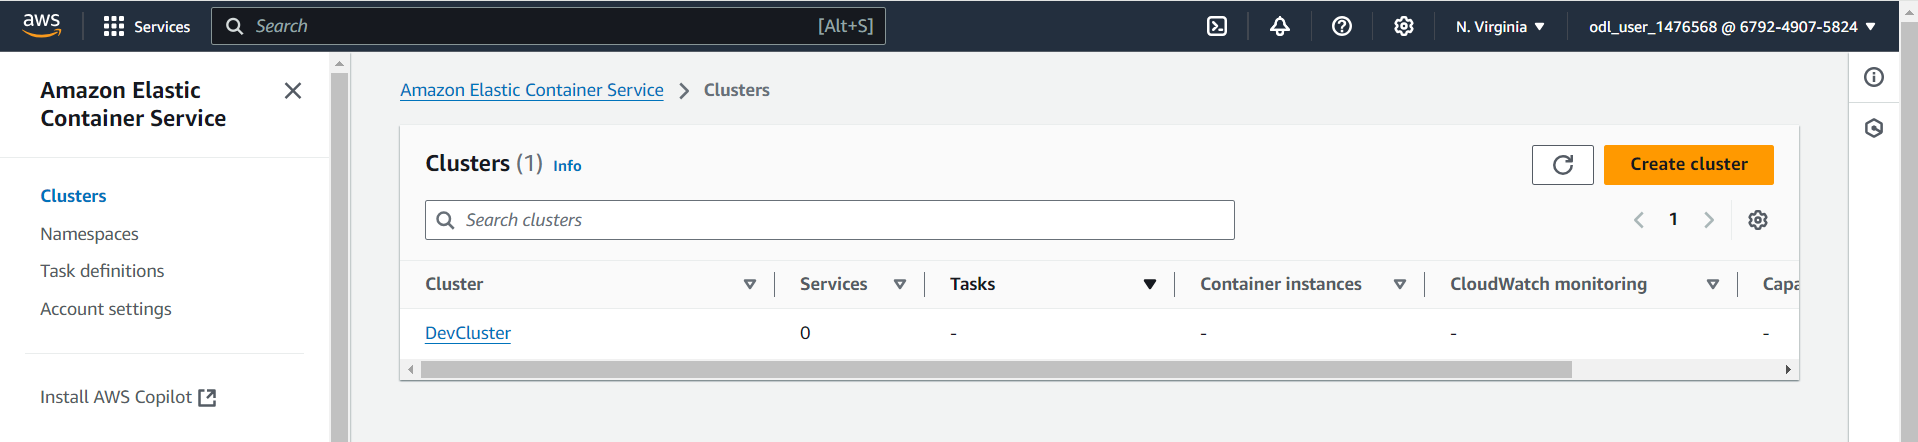 aws
Services
Search
[Alt+S]
N. Virginia
odl_user_1476568 @ 6792-4907-5824
Amazon Elastic
Container Service
Clusters
Namespaces
Task definitions
Account settings
Install AWS Copilot
Amazon Elastic Container Service > Clusters
Clusters (1) Info
Create cluster
Search clusters
1
Cluster Services Tasks Container instances CloudWatch monitoring Capa
DevCluster 0 - - - -